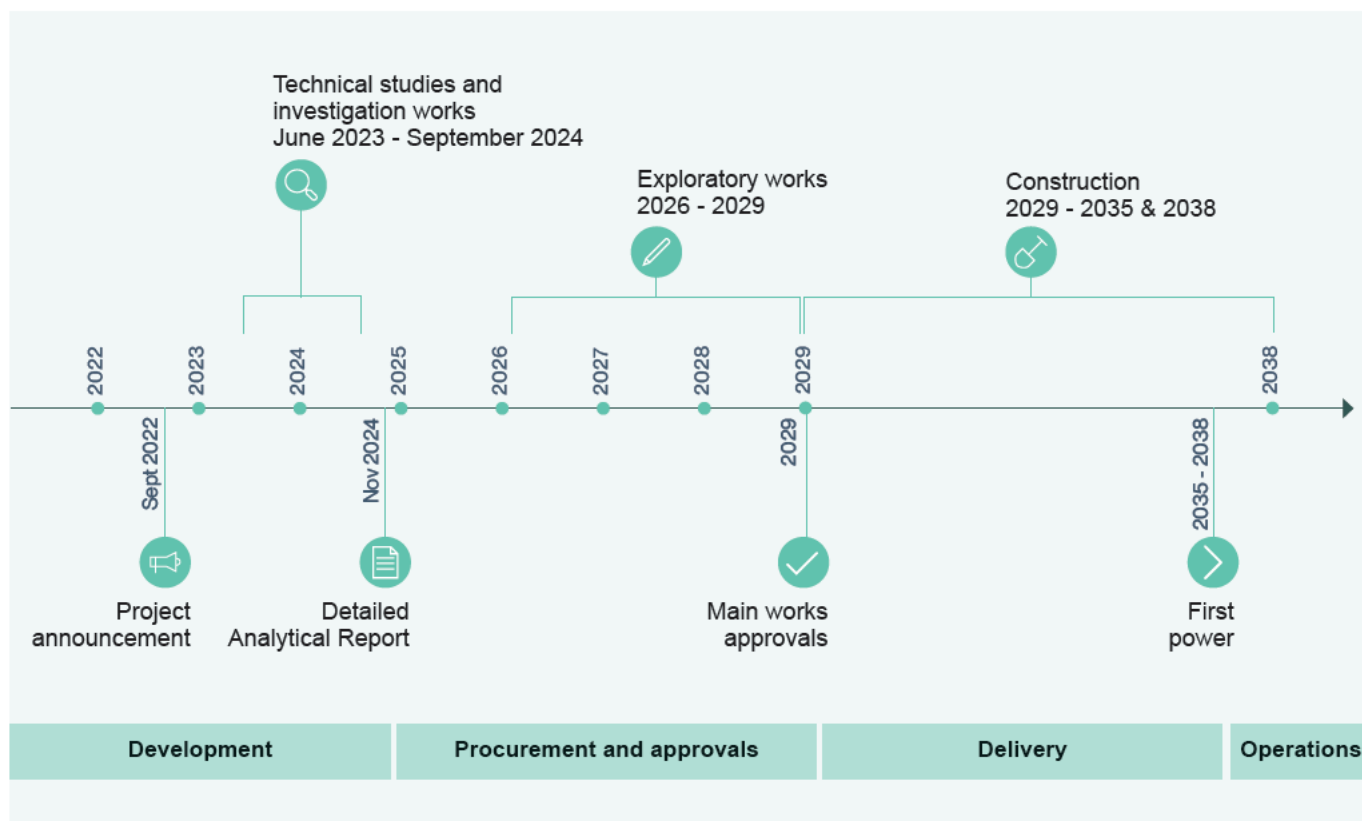 Technical studies and
investigation works
June 2023 - September 2024
Exploratory works
2026 - 2029
Construction
2029 - 2035 & 2038
2022
2023
2024
2025
2026
2027
2028
2029
2038
Sept 2022
Nov 2024
2029
2035 - 2038
Project
announcement
Detailed
Analytical Report
Main works
approvals
First
power
Development
Procurement and approvals
Delivery
Operations